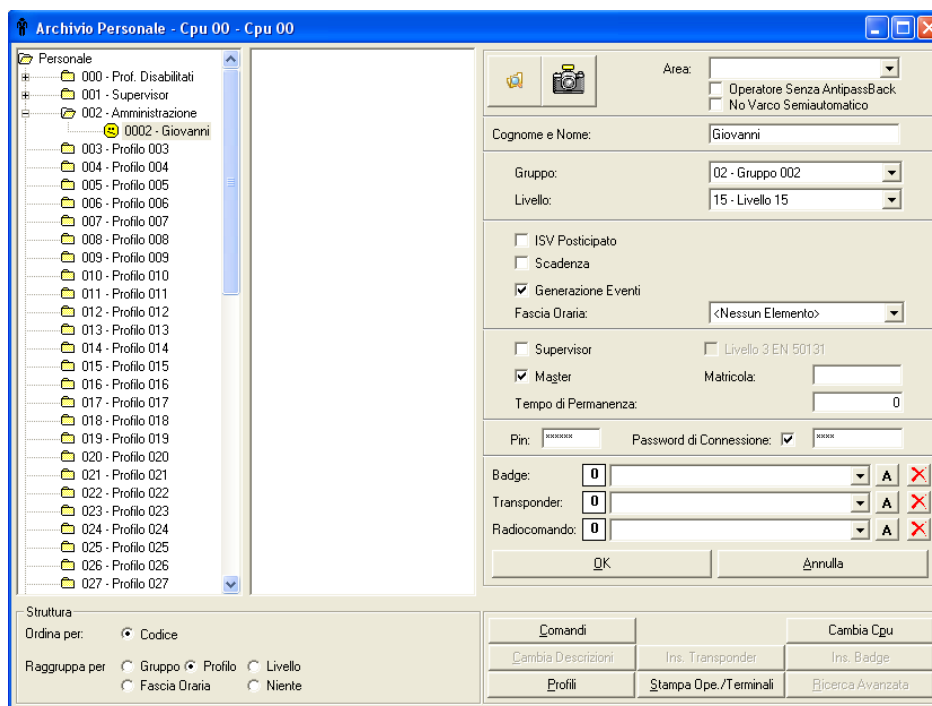 Archivio Personale - Cpu 00 - Cpu 00
Personale
000 - Prof. Disabilitati
001 - Supervisor
002 - Amministrazione
0002 - Giovanni
003 - Profilo 003
004 - Profilo 004
005 - Profilo 005
006 - Profilo 006
007 - Profilo 007
008 - Profilo 008
009 - Profilo 009
010 - Profilo 010
011 - Profilo 011
012 - Profilo 012
013 - Profilo 013
014 - Profilo 014
015 - Profilo 015
016 - Profilo 016
017 - Profilo 017
018 - Profilo 018
019 - Profilo 019
020 - Profilo 020
021 - Profilo 021
022 - Profilo 022
023 - Profilo 023
024 - Profilo 024
025 - Profilo 025
026 - Profilo 026
027 - Profilo 027
Area:
Operatore Senza AntipassBack
No Varco Semiautomatico
Cognome e Nome: Giovanni
Gruppo: 02 - Gruppo 002
Livello: 15 - Livello 15
ISV Posticipato
Scadenza
Generazione Eventi
Fascia Oraria: <Nessun Elemento>
Supervisor Livello 3 EN 50131
Master Matricola:
Tempo di Permanenza: 0
Pin: ****** Password di Connessione: ****
Badge: 0 A
Transponder: 0 A
Radiocomando: 0 A
OK Annulla
Struttura
Ordina per: Codice
Raggruppa per Gruppo Profilo Livello
Fascia Oraria Niente
Comandi Cambia Cpu
Cambia Descrizioni Ins. Transponder Ins. Badge
Profili Stampa Ope./Terminali Ricerca Avanzata